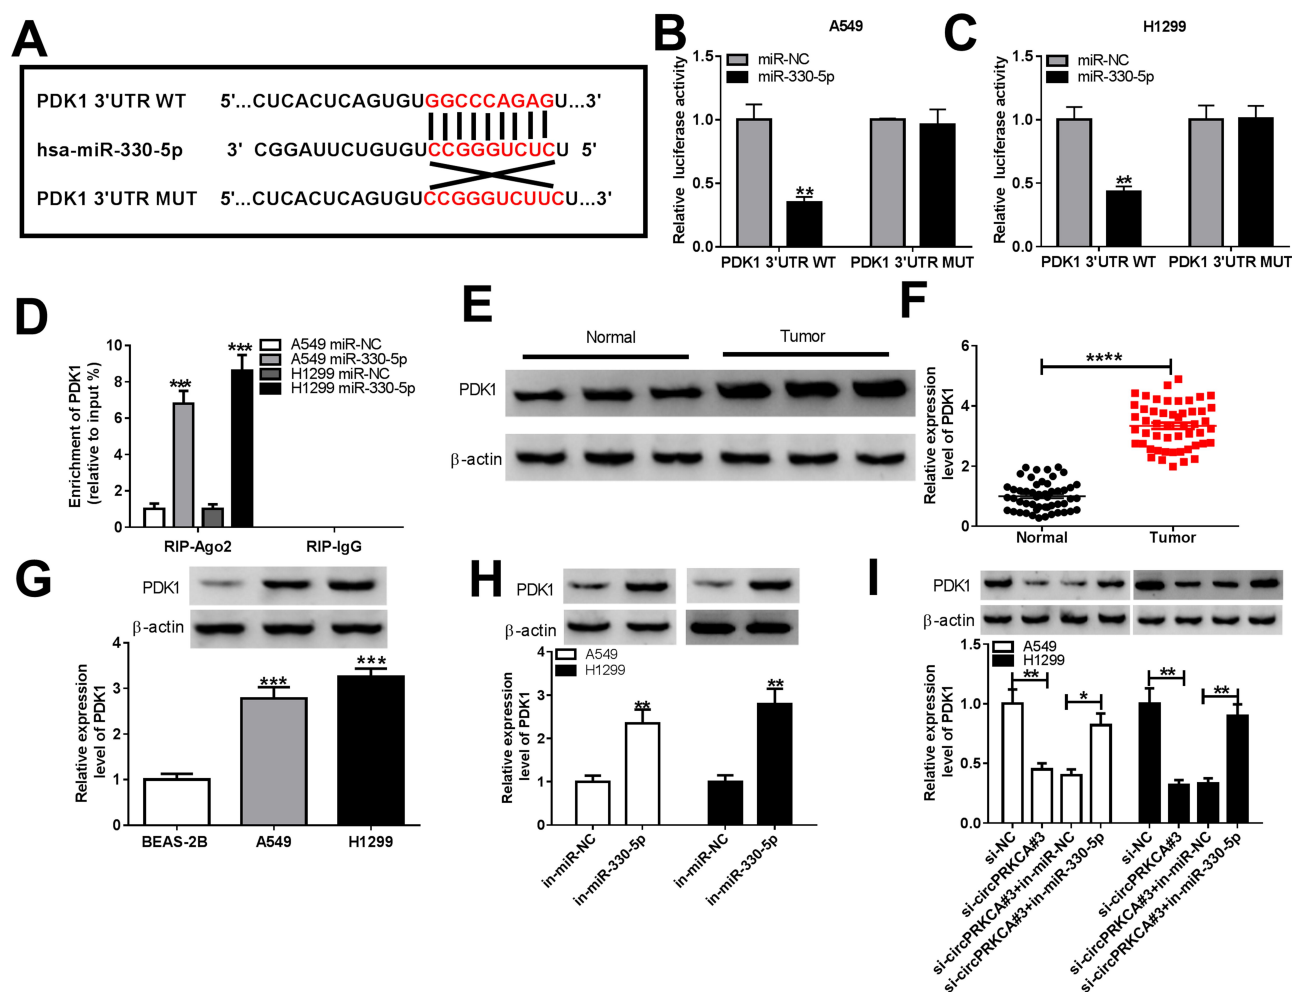 A
PDK1 3'UTR WT 5'...CUCACUCAGUGUGGCCCAGAGU...3'
hsa-miR-330-5p 3' CGGAUUCUGUGUCCGGGUCUCU 5'
PDK1 3'UTR MUT 5'...CUCACUCAGUGUCCGGGUCUUCU...3'
B
A549
miR-NC
miR-330-5p
Relative luciferase activity
1.5
1.0
0.5
0.0
**
PDK1 3'UTR WT PDK1 3'UTR MUT
C
H1299
miR-NC
miR-330-5p
Relative luciferase activity
1.5
1.0
0.5
0.0
**
PDK1 3'UTR WT PDK1 3'UTR MUT
D
Enrichment of PDK1
(relative to input %)
10
8
6
4
2
0
*** ***
A549 miR-NC
A549 miR-330-5p
H1299 miR-NC
H1299 miR-330-5p
RIP-Ago2 RIP-IgG
E
Normal Tumor
PDK1
β-actin
F
Relative expression
level of PDK1
6
4
2
0
****
Normal Tumor
G
PDK1
β-actin
Relative expression
level of PDK1
4
3
2
1
0
*** ***
BEAS-2B A549 H1299
H
PDK1
β-actin
A549
H1299
Relative expression
level of PDK1
4
3
2
1
0
** **
in-miR-NC
in-miR-330-5p
in-miR-NC
in-miR-330-5p
I
PDK1
β-actin
A549
H1299
Relative expression
level of PDK1
1.5
1.0
0.5
0.0
** * ** **
si-NC
si-circPRKCA#3
si-circPRKCA#3+in-miR-NC
si-circPRKCA#3+in-miR-330-5p
si-NC
si-circPRKCA#3
si-circPRKCA#3+in-miR-NC
si-circPRKCA#3+in-miR-330-5p